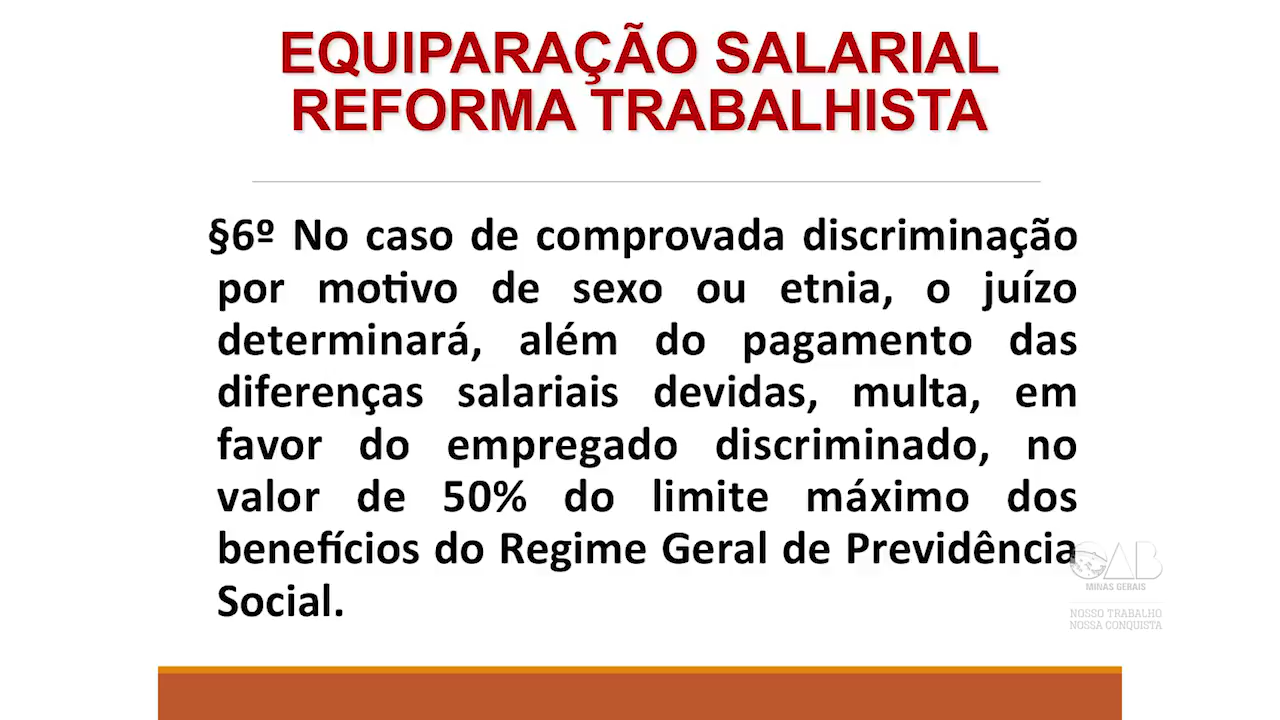 EQUIPARAÇÃO SALARIAL
REFORMA TRABALHISTA
§6º No caso de comprovada discriminação
por motivo de sexo ou etnia, o juízo
determinará, além do pagamento das
diferenças salariais devidas, multa, em
favor do empregado discriminado, no
valor de 50% do limite máximo dos
benefícios do Regime Geral de Previdência
Social.
OAB
MINAS GERAIS
NOSSO TRABALHO
NOSSA CONQUISTA